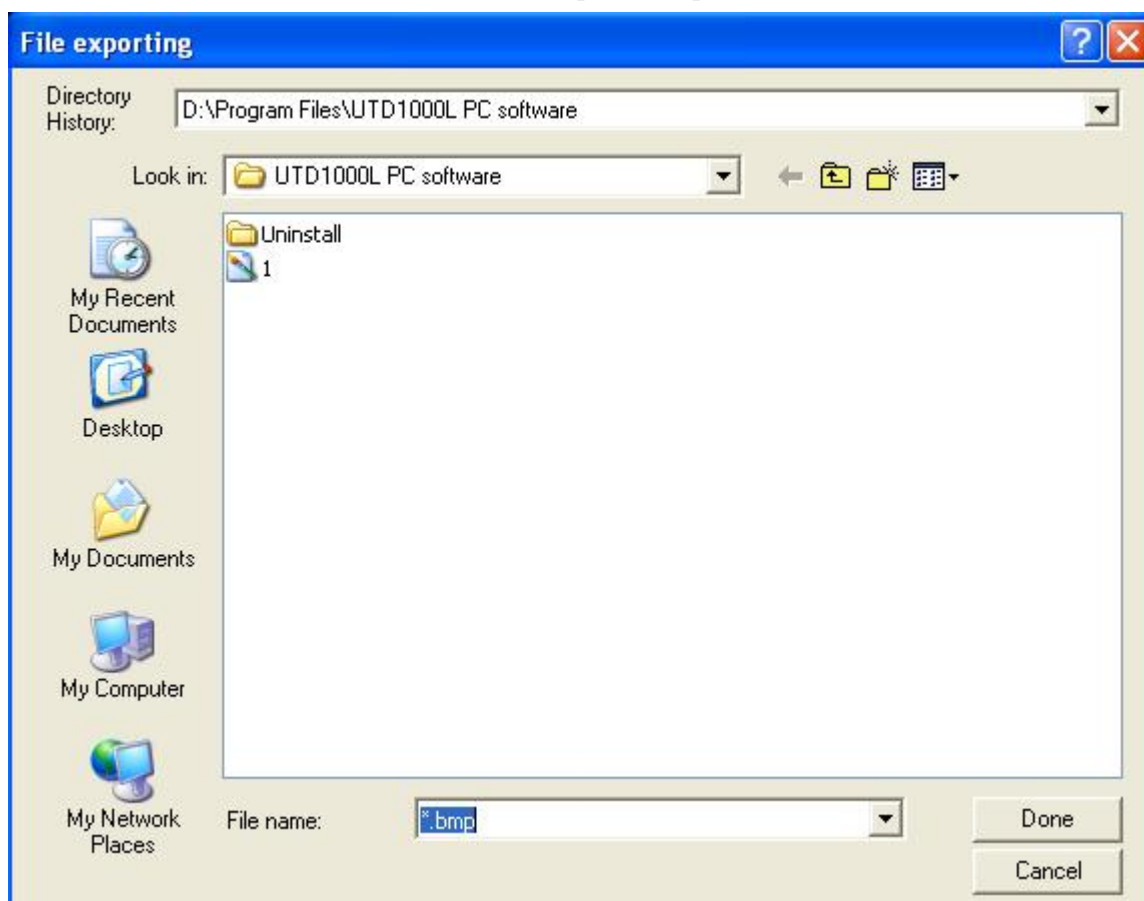 File exporting
Directory
History:
D:\Program Files\UTD1000L PC software
Look in:
UTD1000L PC software
Uninstall
1
My Recent
Documents
Desktop
My Documents
My Computer
My Network
Places
File name:
*.bmp
Done
Cancel